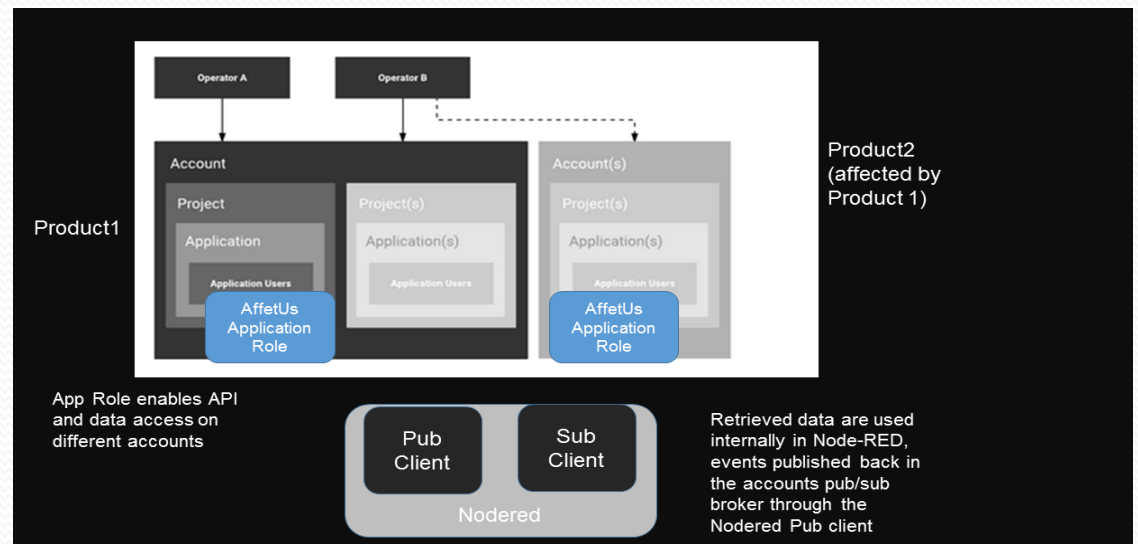 Operator A
Operator B
Account
Account(s)
Product2
(affected by
Product 1)
Project
Project(s)
Project(s)
Product1
Application
Application(s)
Application(s)
Application Users
Application Users
Application Users
AffetUs
Application
Role
AffetUs
Application
Role
App Role enables API
and data access on
different accounts
Pub
Client
Sub
Client
Nodered
Retrieved data are used
internally in Node-RED,
events published back in
the accounts pub/sub
broker through the
Nodered Pub client